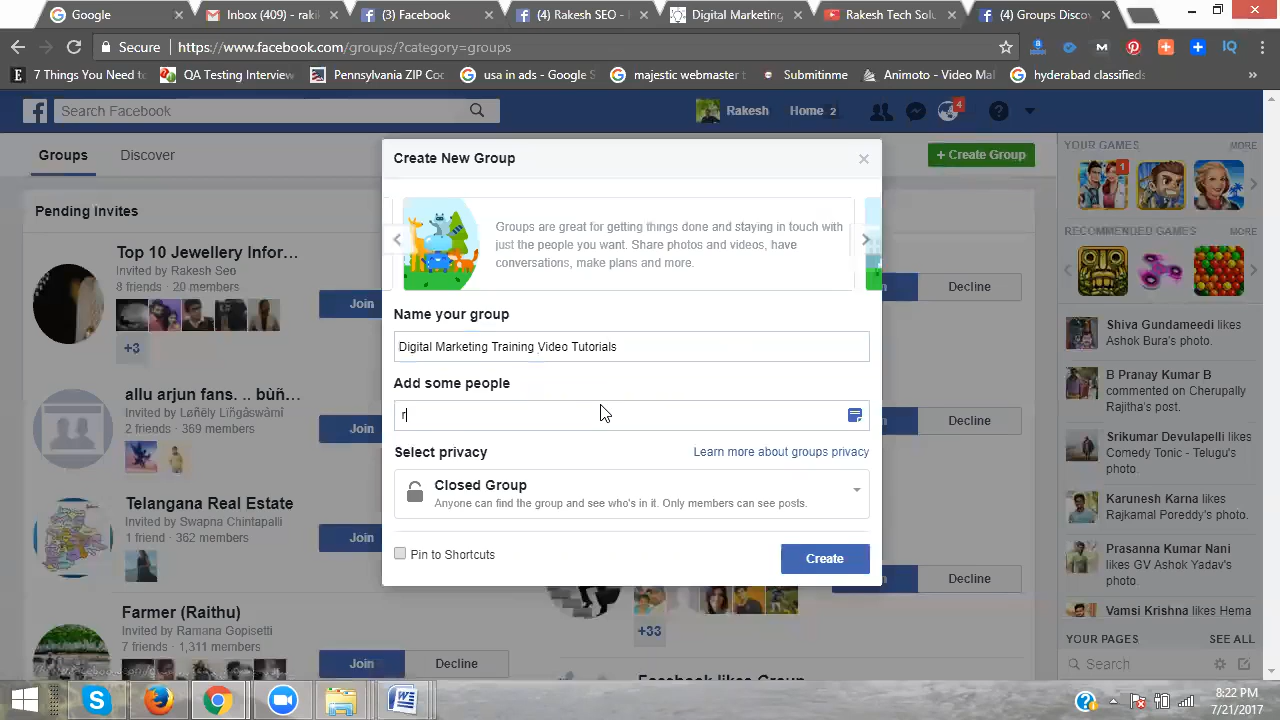 Google
Inbox (409) - raki
(3) Facebook
(4) Rakesh SEO -
Digital Marketing
Rakesh Tech Solu
(4) Groups Disco
Secure
https://www.facebook.com/groups/?category=groups
7 Things You Need to
QA Testing Interview
Pennsylvania ZIP Coc
usa in ads - Google S
majestic webmaster t
Submitinme
Animoto - Video Mal
hyderabad classifieds
Search Facebook
Rakesh
Home 2
4
Groups
Discover
+ Create Group
Pending Invites
Top 10 Jewellery Infor...
Invited by Rakesh Seo
8 friends · 20 members
+3
Join
allu arjun fans. .. bùñ...
Invited by Løñëly Lïñgâswâmî
2 friends · 369 members
Join
Telangana Real Estate
Invited by Swapna Chintapalli
1 friend · 362 members
Join
Farmer (Raithu)
Invited by Ramana Gopisetti
7 friends · 1,311 members
Join
Decline
Create New Group
Groups are great for getting things done and staying in touch with
just the people you want. Share photos and videos, have
conversations, make plans and more.
Name your group
Digital Marketing Training Video Tutorials
Add some people
r
Select privacy
Learn more about groups privacy
Closed Group
Anyone can find the group and see who's in it. Only members can see posts.
Pin to Shortcuts
Create
Decline
Decline
Decline
+33
Facebook likes Group
YOUR GAMES
MORE
1
RECOMMENDED GAMES
MORE
Shiva Gundameedi likes
Ashok Bura's photo.
B Pranay Kumar B
commented on Cherupally
Rajitha's post.
Srikumar Devulapelli likes
Comedy Tonic - Telugu's
photo.
Karunesh Karna likes
Rajkamal Poreddy's photo.
Prasanna Kumar Nani
likes GV Ashok Yadav's
photo.
Vamsi Krishna likes Hema
YOUR PAGES
SEE ALL
Search
8:22 PM
7/21/2017